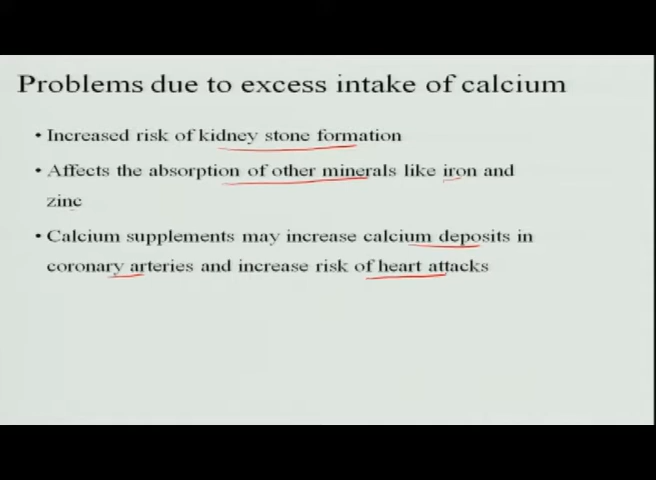 Problems due to excess intake of calcium
• Increased risk of kidney stone formation
• Affects the absorption of other minerals like iron and
zinc
• Calcium supplements may increase calcium deposits in
coronary arteries and increase risk of heart attacks